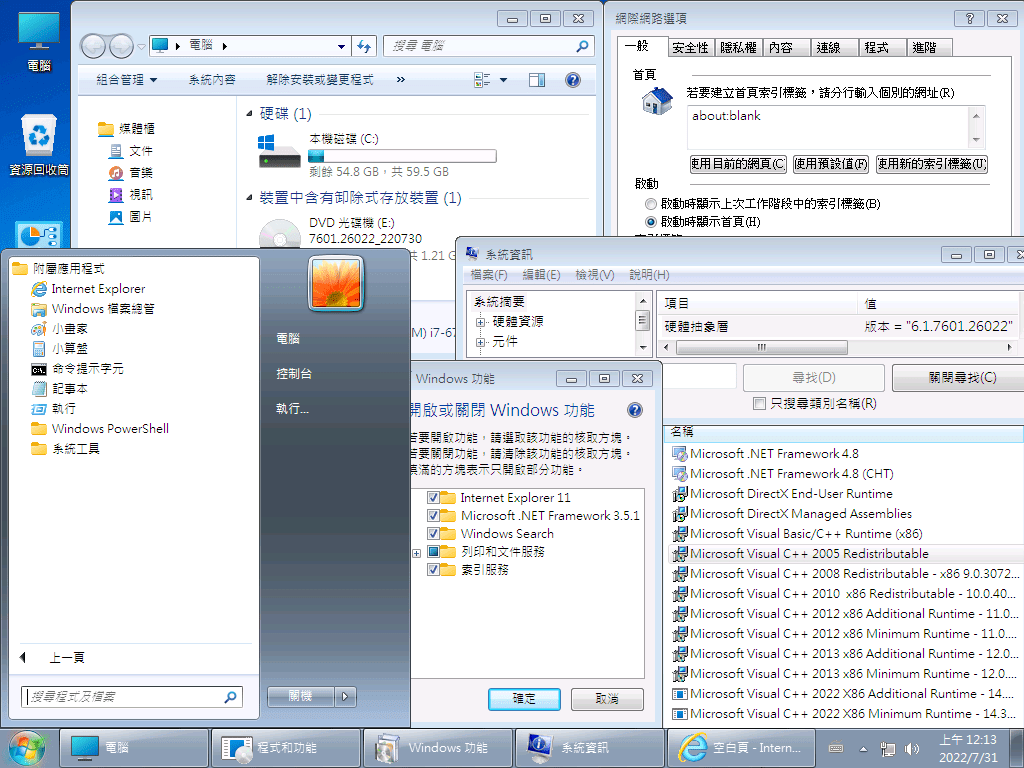 電腦
資源回收筒
電腦
搜尋 電腦
組合管理
系統內容
解除安裝或變更程式
»
媒體櫃
文件
音樂
視訊
圖片
硬碟 (1)
本機磁碟 (C:)
剩餘 54.8 GB，共 59.5 GB
裝置中含有卸除式存放裝置 (1)
DVD 光碟機 (E:)
7601.26022_220730
共 1.21 G
網際網路選項
一般
安全性
隱私權
內容
連線
程式
進階
首頁
若要建立首頁索引標籤，請分行輸入個別的網址(R)
about:blank
使用目前的網頁(C)
使用預設值(F)
使用新的索引標籤(U)
啟動
啟動時顯示上次工作階段中的索引標籤(B)
啟動時顯示首頁(H)
系統資訊
檔案(F)
編輯(E)
檢視(V)
說明(H)
系統摘要
硬體資源
元件
項目
值
硬體抽象層
版本 = "6.1.7601.26022"
尋找(D)
關閉尋找(C)
只搜尋類別名稱(R)
附屬應用程式
Internet Explorer
Windows 檔案總管
小畫家
小算盤
命令提示字元
記事本
執行
Windows PowerShell
系統工具
上一頁
搜尋程式及檔案
電腦
控制台
執行...
關機
M) i7-67
Windows 功能
開啟或關閉 Windows 功能
若要開啟功能，請選取該功能的核取方塊。
若要關閉功能，請清除該功能的核取方塊。
填滿的方塊表示只開啟部分功能。
Internet Explorer 11
Microsoft .NET Framework 3.5.1
Windows Search
列印和文件服務
索引服務
確定
取消
名稱
Microsoft .NET Framework 4.8
Microsoft .NET Framework 4.8 (CHT)
Microsoft DirectX End-User Runtime
Microsoft DirectX Managed Assemblies
Microsoft Visual Basic/C++ Runtime (x86)
Microsoft Visual C++ 2005 Redistributable
Microsoft Visual C++ 2008 Redistributable - x86 9.0.3072...
Microsoft Visual C++ 2010  x86 Redistributable - 10.0.40...
Microsoft Visual C++ 2012 x86 Additional Runtime - 11.0...
Microsoft Visual C++ 2012 x86 Minimum Runtime - 11.0....
Microsoft Visual C++ 2013 x86 Additional Runtime - 12.0...
Microsoft Visual C++ 2013 x86 Minimum Runtime - 12.0....
Microsoft Visual C++ 2022 X86 Additional Runtime - 14....
Microsoft Visual C++ 2022 X86 Minimum Runtime - 14.3...
電腦
程式和功能
Windows 功能
系統資訊
空白頁 - Intern...
上午 12:13
2022/7/31